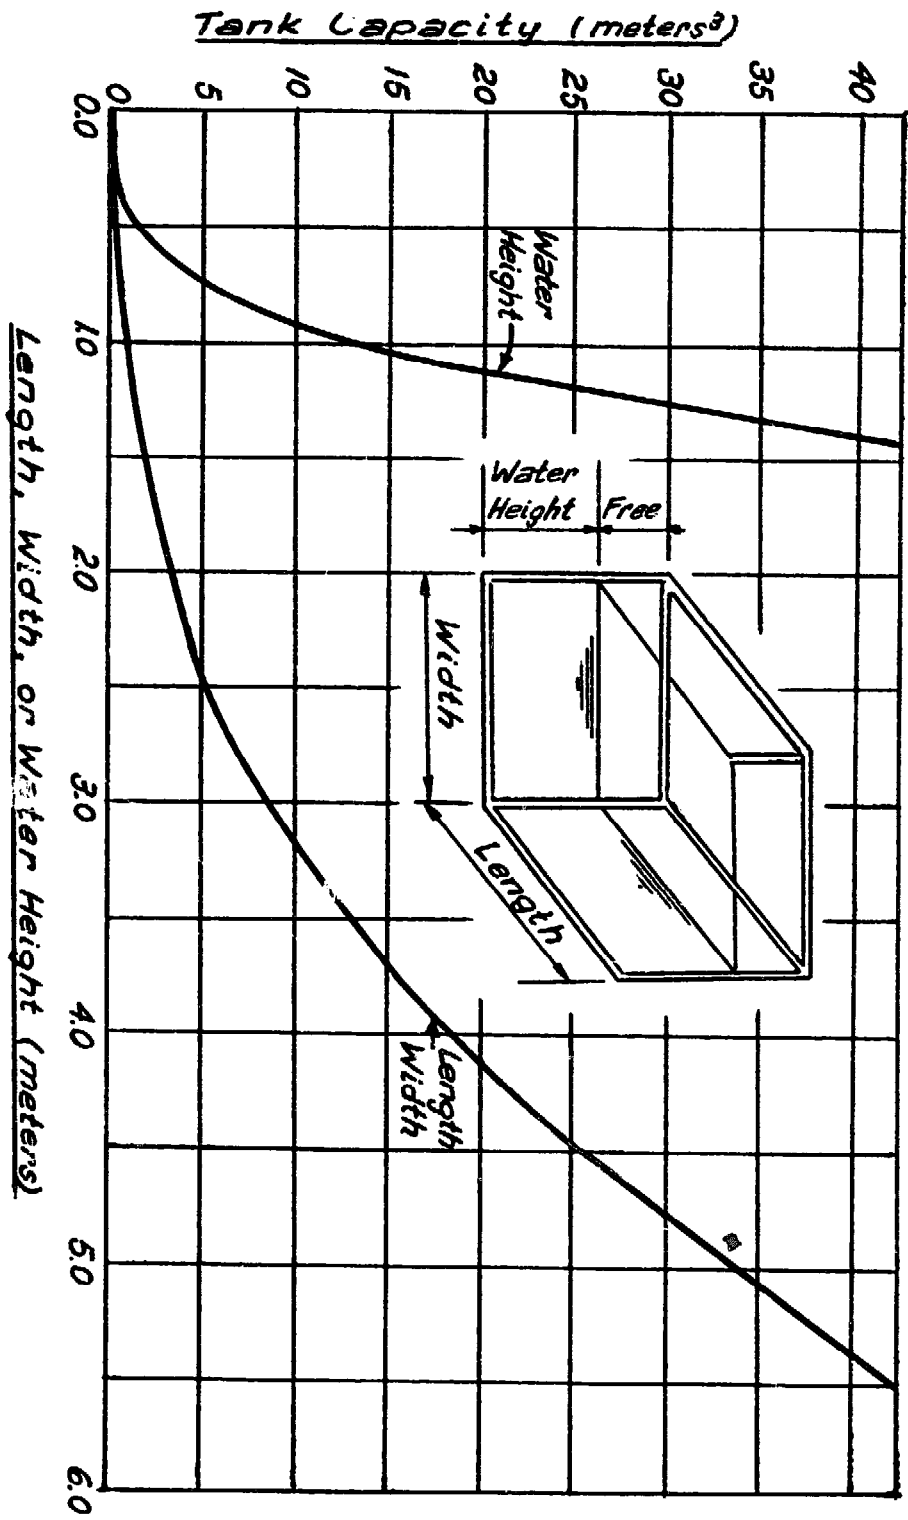 Tank Capacity (meters³)
0
5
10
15
20
25
30
35
40
0.0
1.0
2.0
3.0
4.0
5.0
6.0
Length, Width, or Water Height (meters)
Water
Height
Water
Height
Free
Width
Length
Length
Width